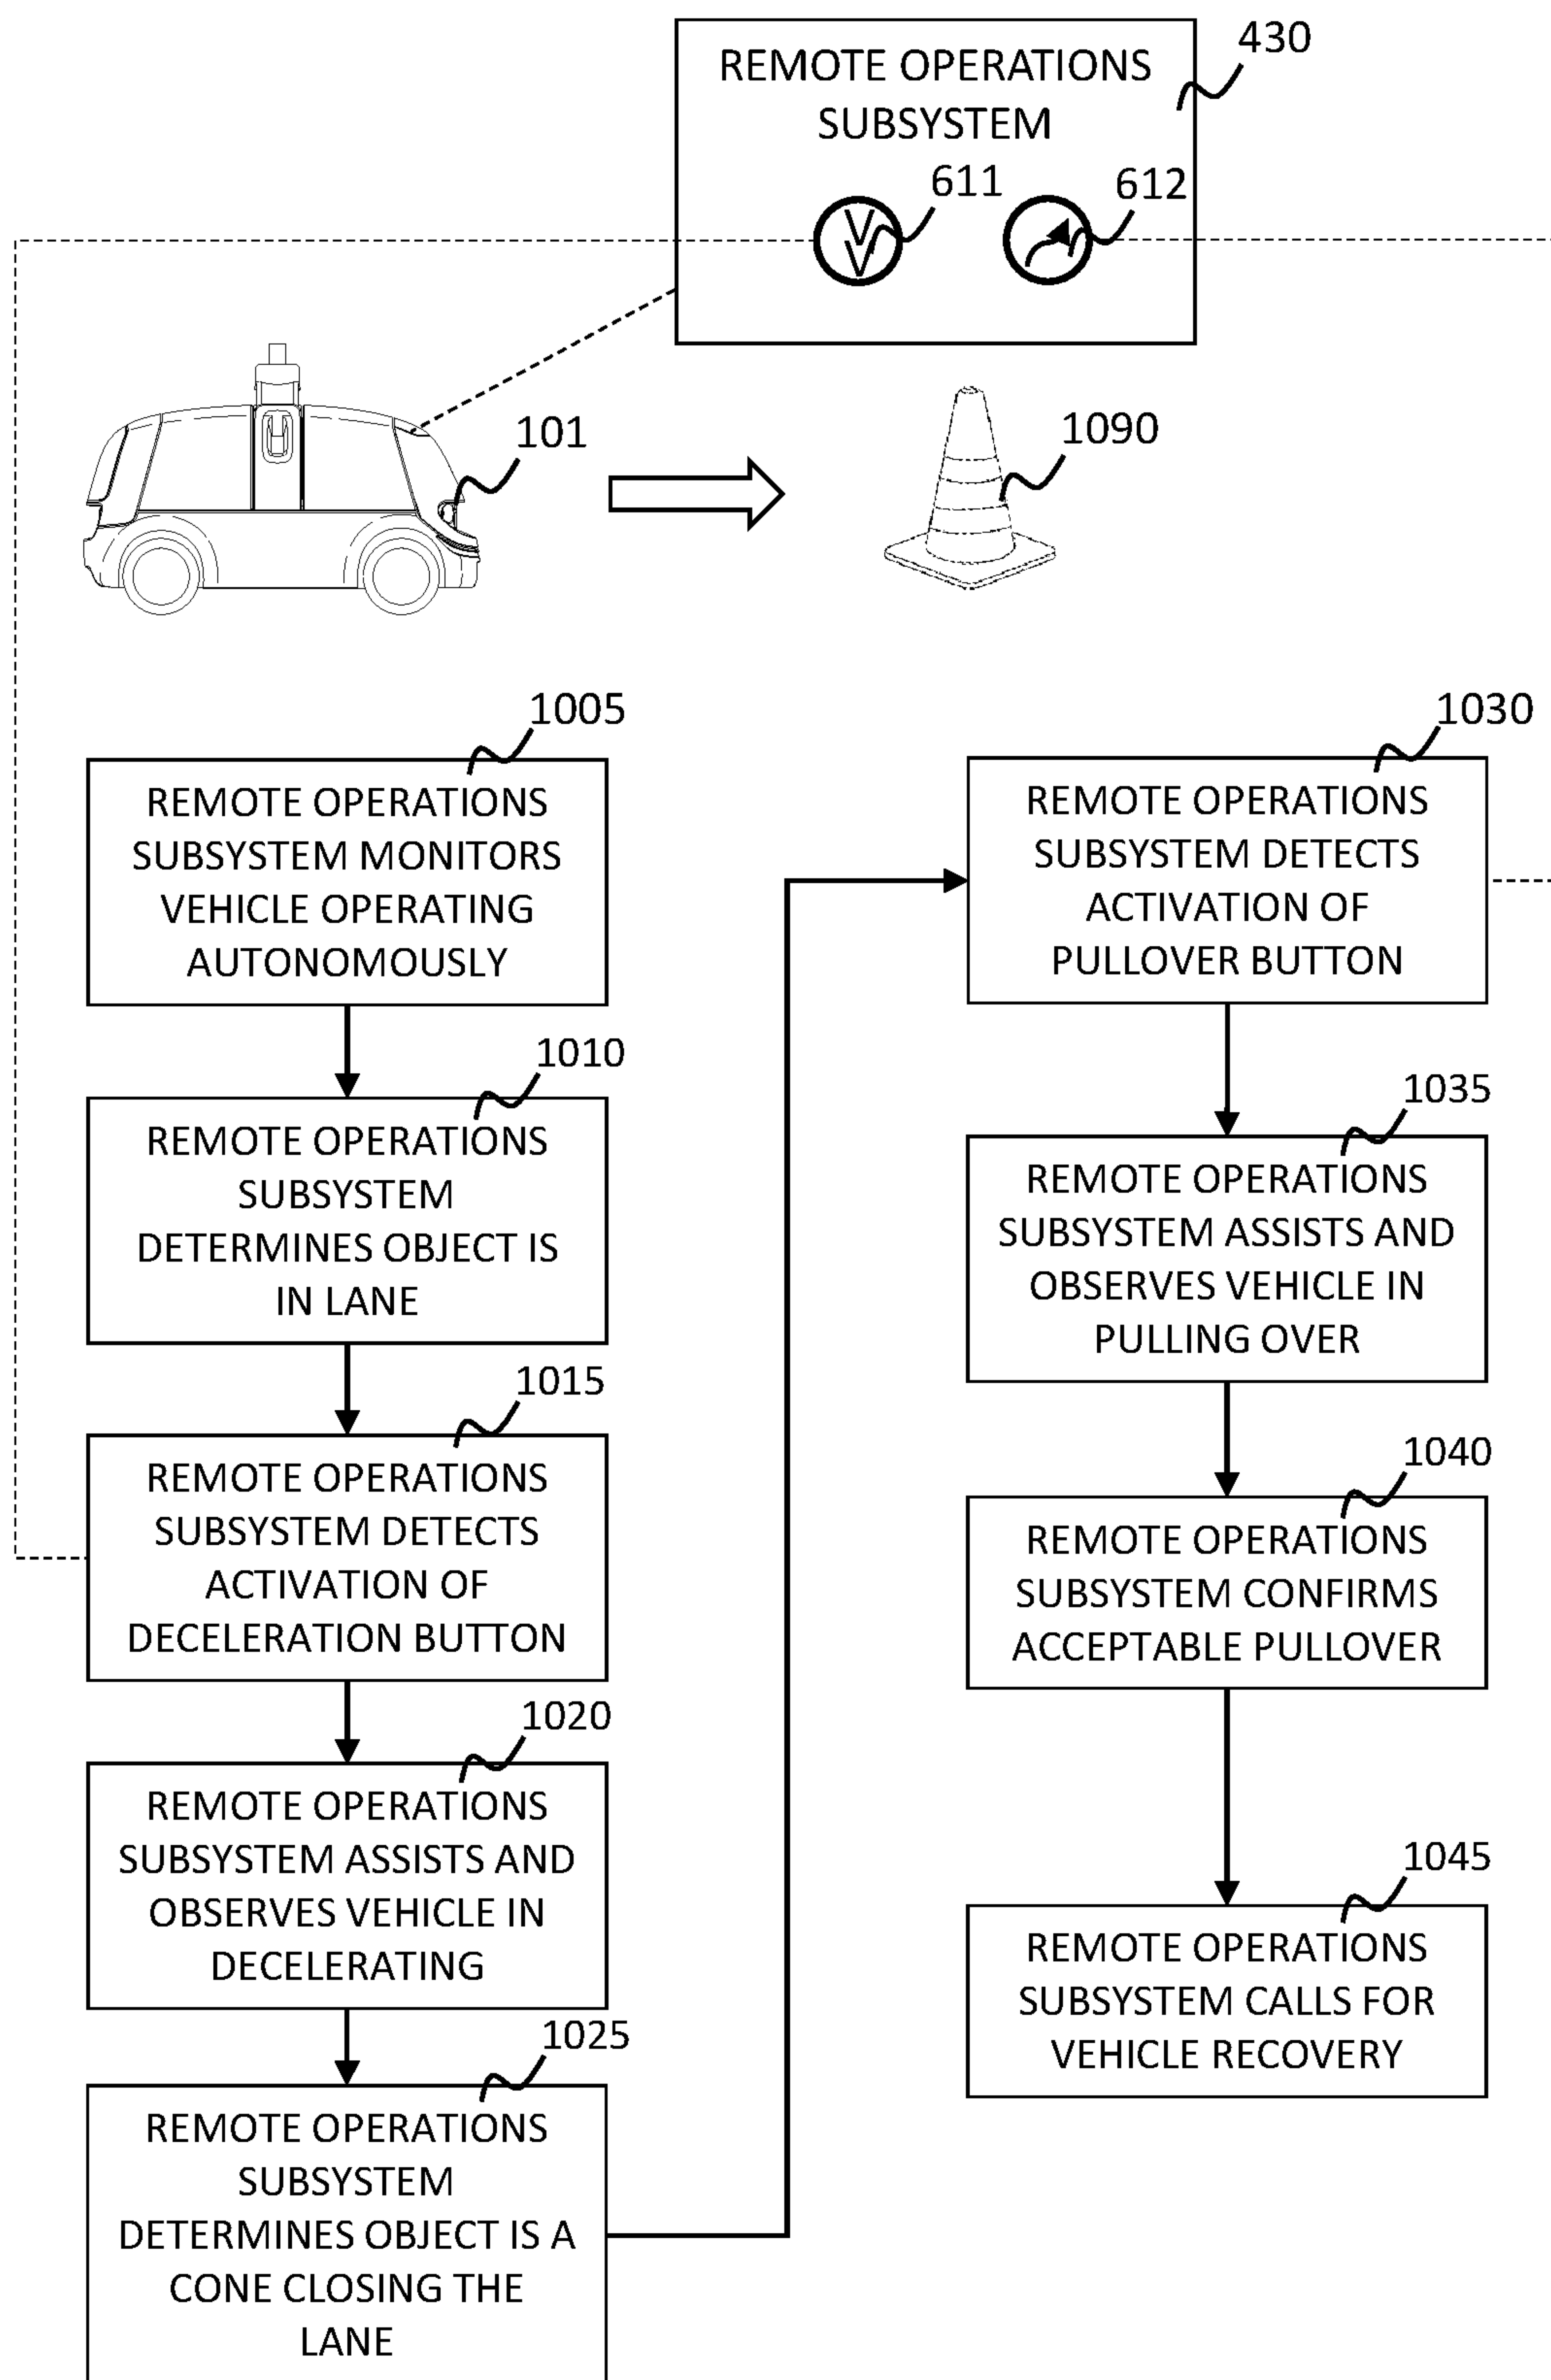 REMOTE OPERATIONS
SUBSYSTEM
430
611
612
101
1090
1005
REMOTE OPERATIONS
SUBSYSTEM MONITORS
VEHICLE OPERATING
AUTONOMOUSLY
1010
REMOTE OPERATIONS
SUBSYSTEM
DETERMINES OBJECT IS
IN LANE
1015
REMOTE OPERATIONS
SUBSYSTEM DETECTS
ACTIVATION OF
DECELERATION BUTTON
1020
REMOTE OPERATIONS
SUBSYSTEM ASSISTS AND
OBSERVES VEHICLE IN
DECELERATING
1025
REMOTE OPERATIONS
SUBSYSTEM
DETERMINES OBJECT IS A
CONE CLOSING THE
LANE
1030
REMOTE OPERATIONS
SUBSYSTEM DETECTS
ACTIVATION OF
PULLOVER BUTTON
1035
REMOTE OPERATIONS
SUBSYSTEM ASSISTS AND
OBSERVES VEHICLE IN
PULLING OVER
1040
REMOTE OPERATIONS
SUBSYSTEM CONFIRMS
ACCEPTABLE PULLOVER
1045
REMOTE OPERATIONS
SUBSYSTEM CALLS FOR
VEHICLE RECOVERY